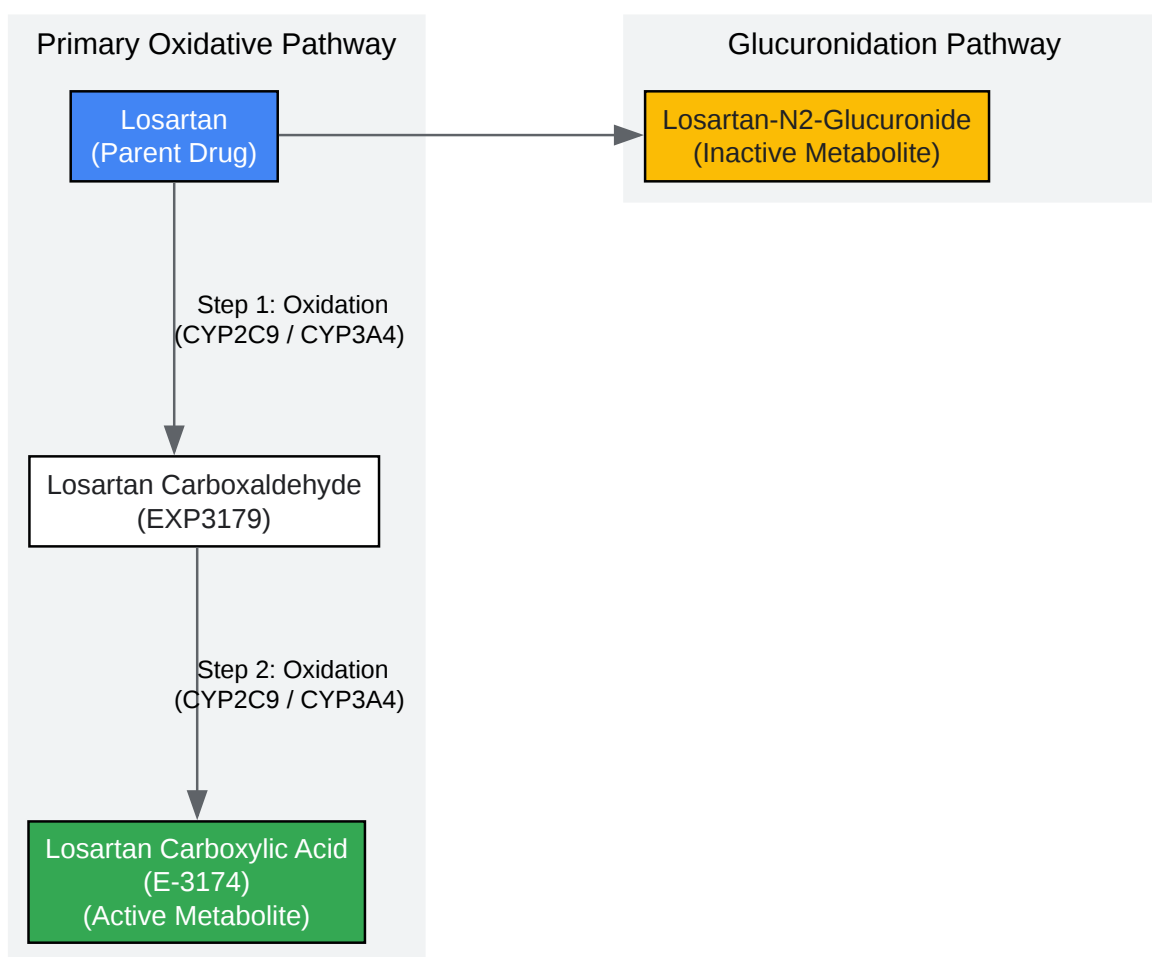 Primary Oxidative Pathway
Glucuronidation Pathway
Losartan
(Parent Drug)
Losartan-N2-Glucuronide
(Inactive Metabolite)
Step 1: Oxidation
(CYP2C9 / CYP3A4)
Losartan Carboxaldehyde
(EXP3179)
Step 2: Oxidation
(CYP2C9 / CYP3A4)
Losartan Carboxylic Acid
(E-3174)
(Active Metabolite)